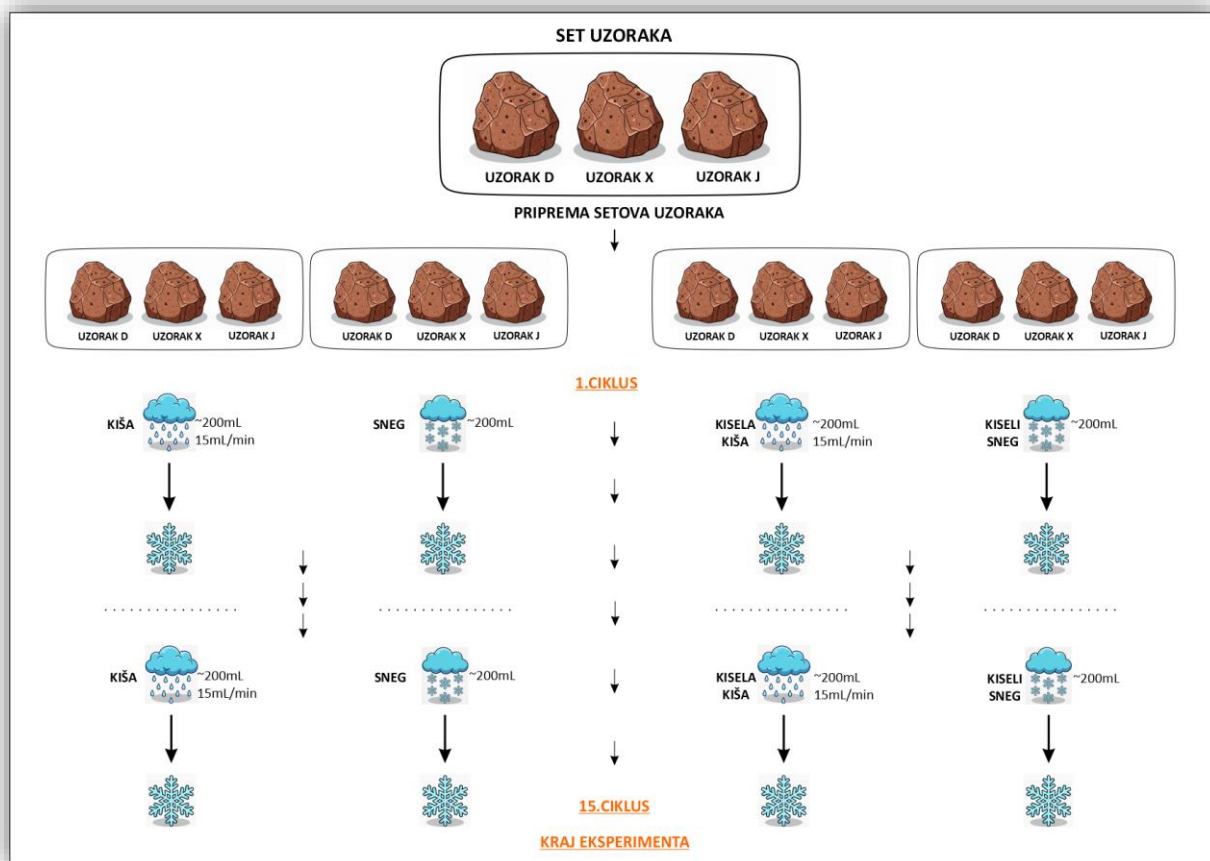 SET UZORAKA
UZORAK D UZORAK X UZORAK J
PRIPREMA SETOVA UZORAKA
UZORAK D UZORAK X UZORAK J
UZORAK D UZORAK X UZORAK J
UZORAK D UZORAK X UZORAK J
UZORAK D UZORAK X UZORAK J
1.CIKLUS
KIŠA
~200mL
15mL/min
SNEG
~200mL
KISELA
KIŠA
~200mL
15mL/min
KISELI
SNEG
~200mL
KIŠA
~200mL
15mL/min
SNEG
~200mL
KISELA
KIŠA
~200mL
15mL/min
KISELI
SNEG
~200mL
15.CIKLUS
KRAJ EKSPERIMENTA